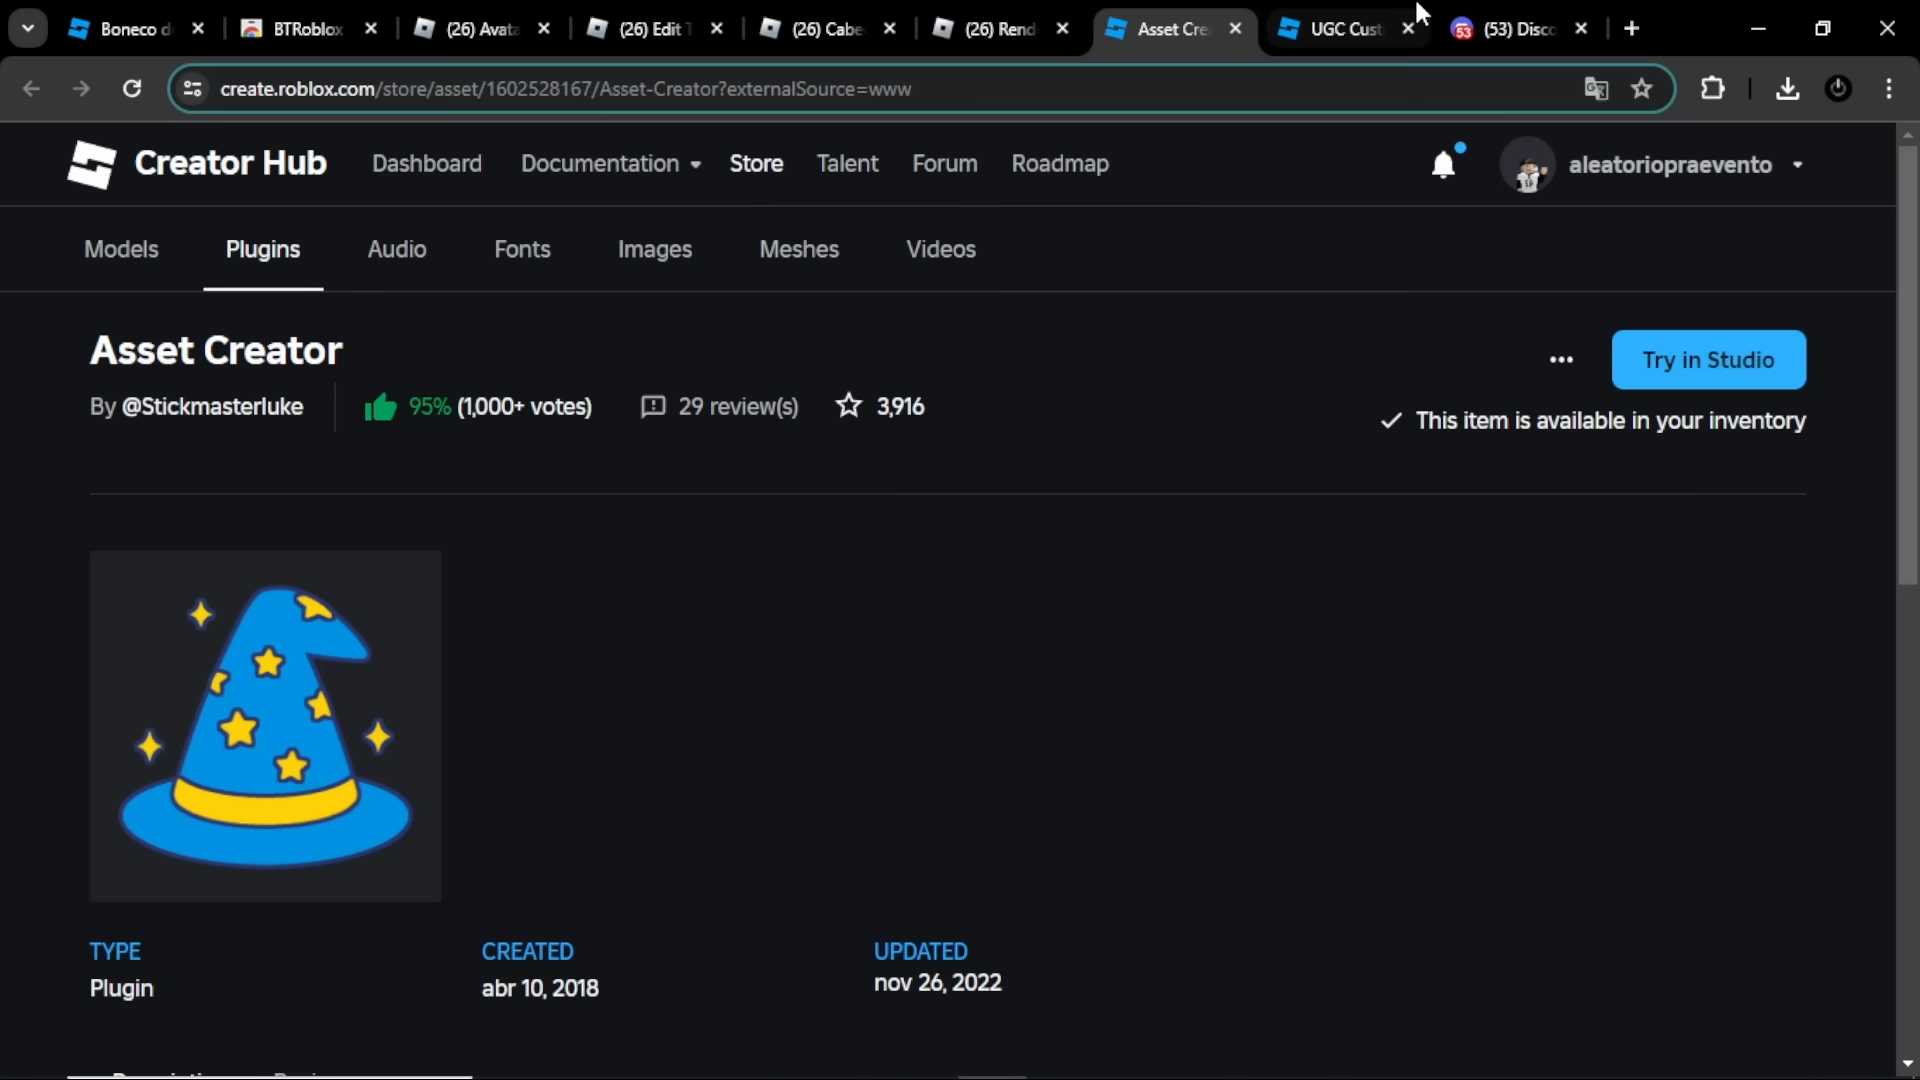 Boneco d
BTRoblox
(26) Avata
(26) Edit T
(26) Cabe
(26) Rend
Asset Cre
UGC Cust
53
(53) Disco
create.roblox.com/store/asset/1602528167/Asset-Creator?externalSource=www
Creator Hub
Dashboard
Documentation
Store
Talent
Forum
Roadmap
aleatoriopraevento
Models
Plugins
Audio
Fonts
Images
Meshes
Videos
Asset Creator
Try in Studio
By @Stickmasterluke
95% (1,000+ votes)
29 review(s)
3,916
This item is available in your inventory
TYPE
CREATED
UPDATED
Plugin
abr 10, 2018
nov 26, 2022